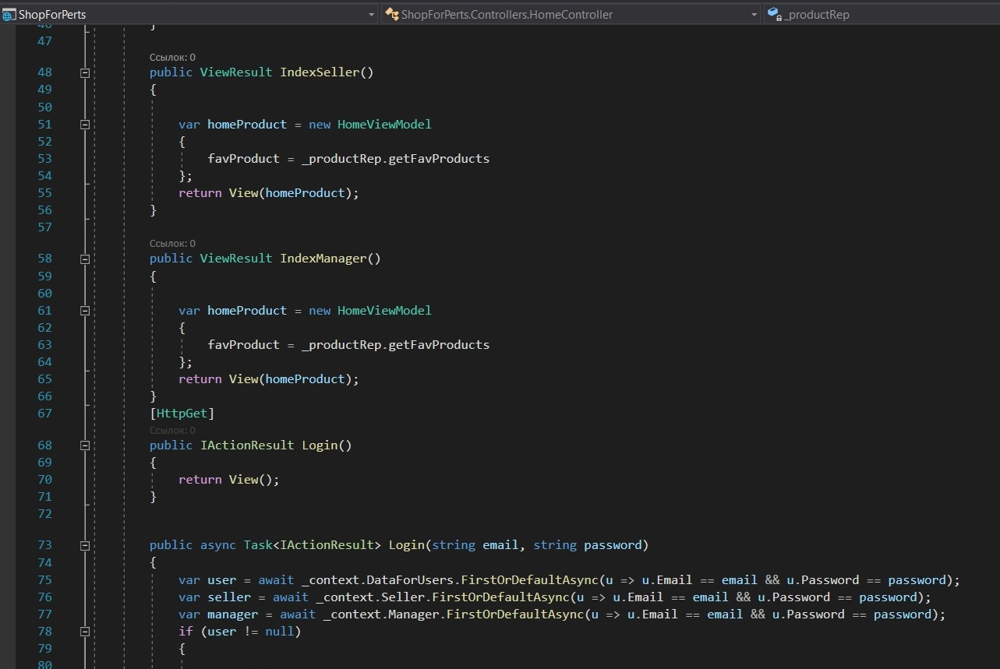 ShopForPerts ShopForPerts.Controllers.HomeController _productRep
46 }
47
Ссылок: 0
48 public ViewResult IndexSeller()
49 {
50
51 var homeProduct = new HomeViewModel
52 {
53 favProduct = _productRep.getFavProducts
54 };
55 return View(homeProduct);
56 }
57
Ссылок: 0
58 public ViewResult IndexManager()
59 {
60
61 var homeProduct = new HomeViewModel
62 {
63 favProduct = _productRep.getFavProducts
64 };
65 return View(homeProduct);
66 }
67 [HttpGet]
Ссылок: 0
68 public IActionResult Login()
69 {
70 return View();
71 }
72
73 public async Task<IActionResult> Login(string email, string password)
74 {
75 var user = await _context.DataForUsers.FirstOrDefaultAsync(u => u.Email == email && u.Password == password);
76 var seller = await _context.Seller.FirstOrDefaultAsync(u => u.Email == email && u.Password == password);
77 var manager = await _context.Manager.FirstOrDefaultAsync(u => u.Email == email && u.Password == password);
78 if (user != null)
79 {
80